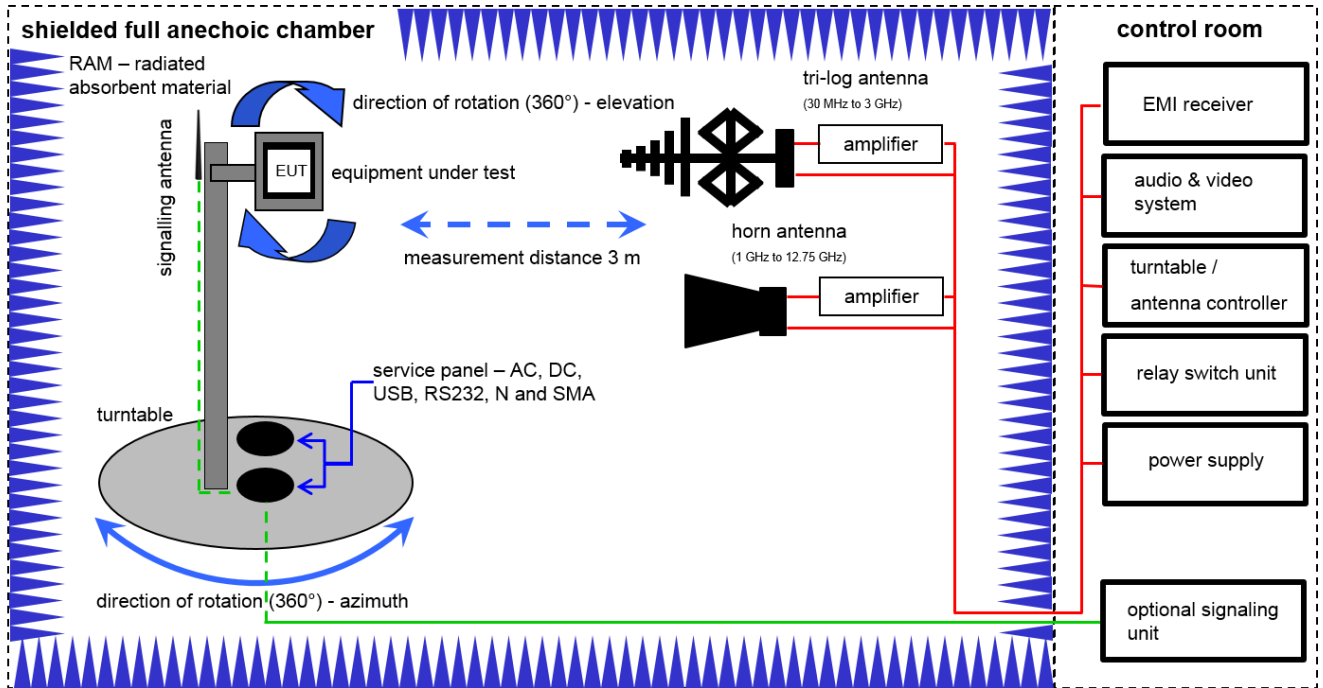 shielded full anechoic chamber
control room
RAM – radiated
absorbent material
signalling antenna
direction of rotation (360°) - elevation
EUT
equipment under test
measurement distance 3 m
tri-log antenna
(30 MHz to 3 GHz)
amplifier
horn antenna
(1 GHz to 12.75 GHz)
amplifier
service panel – AC, DC,
USB, RS232, N and SMA
turntable
direction of rotation (360°) - azimuth
EMI receiver
audio & video
system
turntable /
antenna controller
relay switch unit
power supply
optional signaling
unit